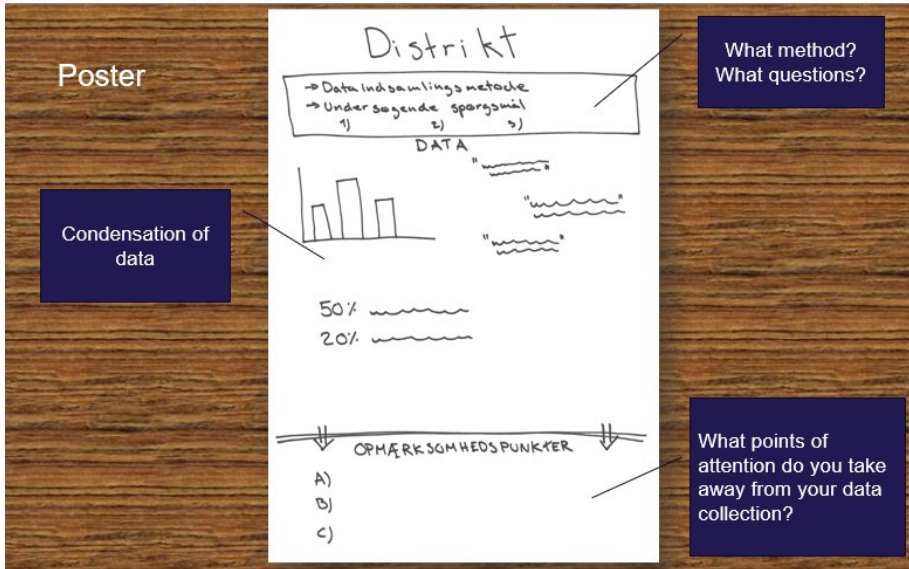 Poster
Distrikt
→ Dataindsamlingsmetode
→ Undersøgende spørgsmål
1) 2) 3)
DATA
50%
20%
OPMÆRKSOMHEDSPUNKTER
A)
B)
C)
What method?
What questions?
Condensation of
data
What points of
attention do you take
away from your data
collection?